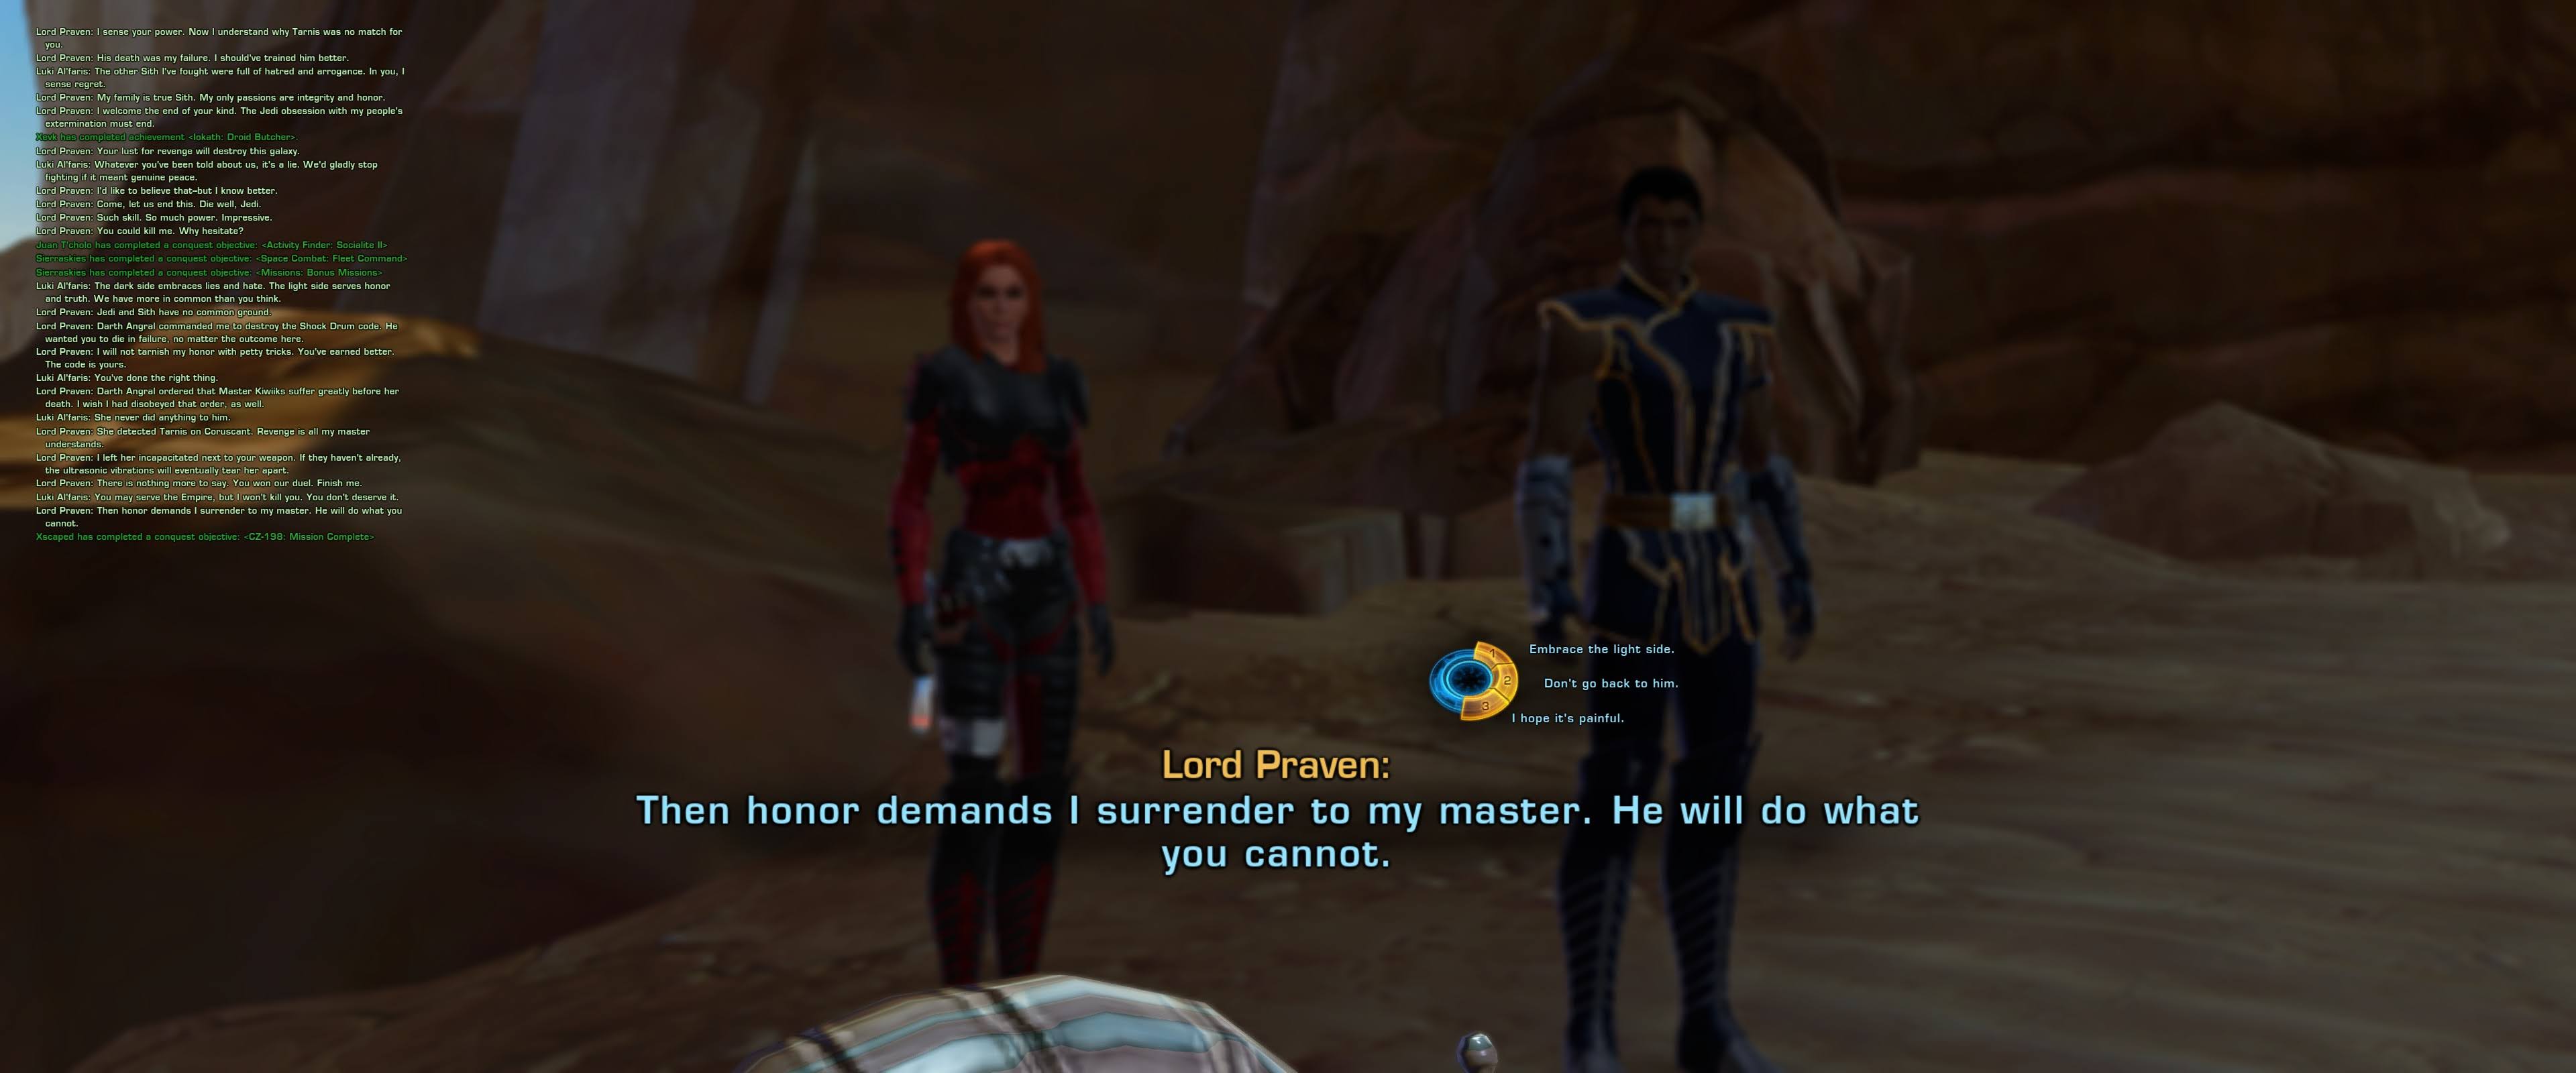 Lord Praven: I sense your power. Now I understand why Tarnis was no match for
you.
Lord Praven: His death was my failure. I should've trained him better.
Luki Al'faris: The other Sith I've fought were full of hatred and arrogance. In you, I
sense regret.
Lord Praven: My family is true Sith. My only passions are integrity and honor.
Lord Praven: I welcome the end of your kind. The Jedi obsession with my people's
extermination must end.
Xevk has completed achievement <Iokath: Droid Butcher>.
Lord Praven: Your lust for revenge will destroy this galaxy.
Luki Al'faris: Whatever you've been told about us, it's a lie. We'd gladly stop
fighting if it meant genuine peace.
Lord Praven: I'd like to believe that–but I know better.
Lord Praven: Come, let us end this. Die well, Jedi.
Lord Praven: Such skill. So much power. Impressive.
Lord Praven: You could kill me. Why hesitate?
Juan T'cholo has completed a conquest objective: <Activity Finder: Socialite II>
Sierraskies has completed a conquest objective: <Space Combat: Fleet Command>
Sierraskies has completed a conquest objective: <Missions: Bonus Missions>
Luki Al'faris: The dark side embraces lies and hate. The light side serves honor
and truth. We have more in common than you think.
Lord Praven: Jedi and Sith have no common ground.
Lord Praven: Darth Angral commanded me to destroy the Shock Drum code. He
wanted you to die in failure, no matter the outcome here.
Lord Praven: I will not tarnish my honor with petty tricks. You've earned better.
The code is yours.
Luki Al'faris: You've done the right thing.
Lord Praven: Darth Angral ordered that Master Kiwiiks suffer greatly before her
death. I wish I had disobeyed that order, as well.
Luki Al'faris: She never did anything to him.
Lord Praven: She detected Tarnis on Coruscant. Revenge is all my master
understands.
Lord Praven: I left her incapacitated next to your weapon. If they haven't already,
the ultrasonic vibrations will eventually tear her apart.
Lord Praven: There is nothing more to say. You won our duel. Finish me.
Luki Al'faris: You may serve the Empire, but I won't kill you. You don't deserve it.
Lord Praven: Then honor demands I surrender to my master. He will do what you
cannot.
Xscaped has completed a conquest objective: <CZ-198: Mission Complete>
1 Embrace the light side.
2 Don't go back to him.
3 I hope it's painful.
Lord Praven:
Then honor demands I surrender to my master. He will do what
you cannot.